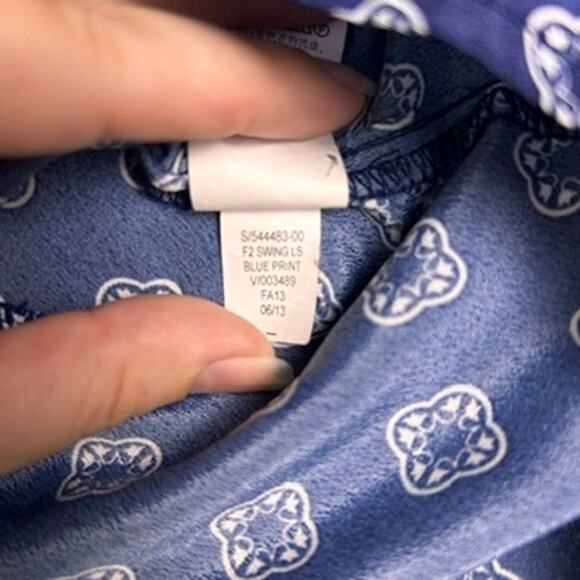 S/544483-00
F2 SWING LS
BLUE PRINT
V/003489
FA13
06/13